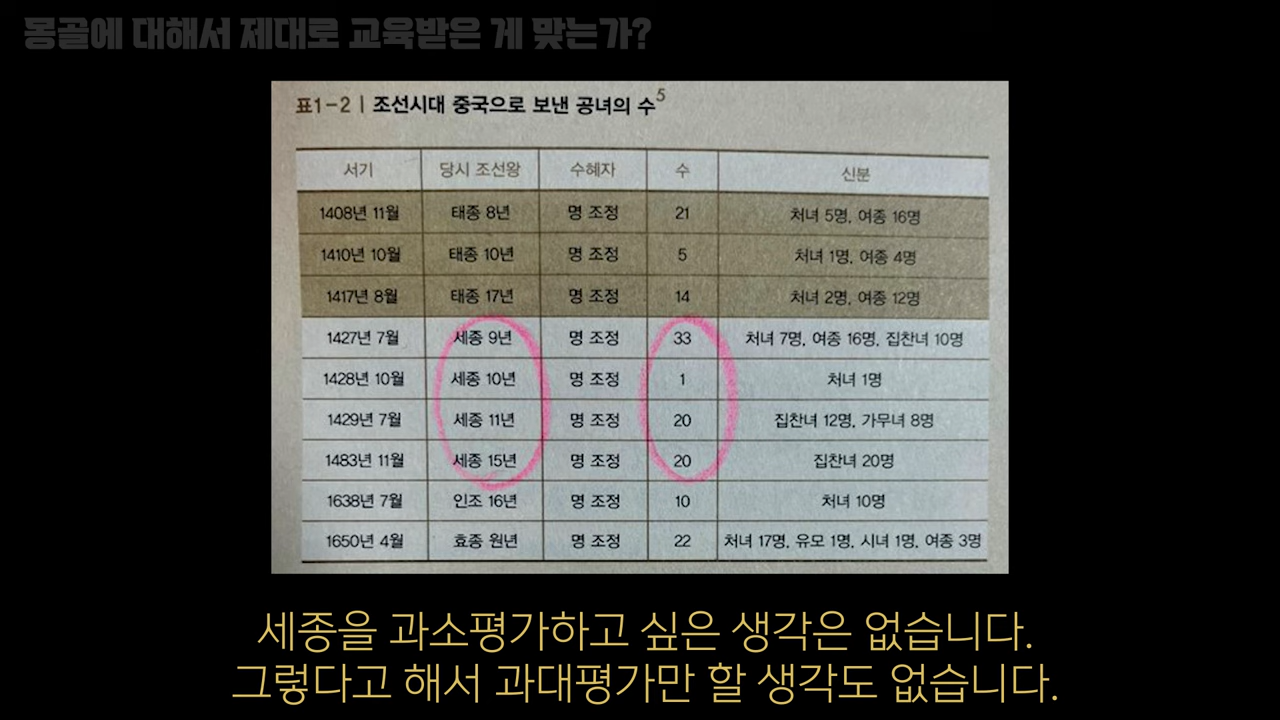 몽골에 대해서 제대로 교육받은 게 맞는가?
표1-2 | 조선시대 중국으로 보낸 공녀의 수5
서기 당시 조선왕 수혜자 수 신분
1408년 11월 태종 8년 명 조정 21 처녀 5명, 여종 16명
1410년 10월 태종 10년 명 조정 5 처녀 1명, 여종 4명
1417년 8월 태종 17년 명 조정 14 처녀 2명, 여종 12명
1427년 7월 세종 9년 명 조정 33 처녀 7명, 여종 16명, 집찬녀 10명
1428년 10월 세종 10년 명 조정 1 처녀 1명
1429년 7월 세종 11년 명 조정 20 집찬녀 12명, 가무녀 8명
1483년 11월 세종 15년 명 조정 20 집찬녀 20명
1638년 7월 인조 16년 명 조정 10 처녀 10명
1650년 4월 효종 원년 명 조정 22 처녀 17명, 유모 1명, 시녀 1명, 여종 3명
세종을 과소평가하고 싶은 생각은 없습니다.
그렇다고 해서 과대평가만 할 생각도 없습니다.